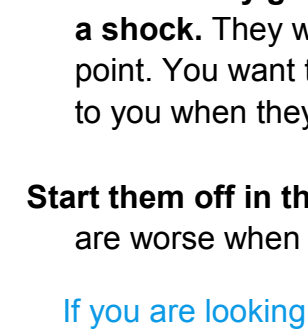 a shock. They w
point. You want t
to you when they
Start them off in th
are worse when
If you are looking